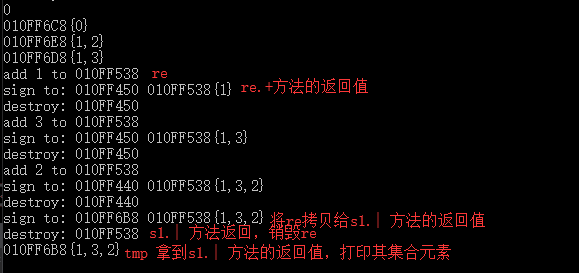 0
010FF6C8{0}
010FF6E8{1,2}
010FF6D8{1,3}
add 1 to 010FF538 re
sign to: 010FF450 010FF538{1} re.+方法的返回值
destroy: 010FF450
add 3 to 010FF538
sign to: 010FF450 010FF538{1,3}
destroy: 010FF450
add 2 to 010FF538
sign to: 010FF440 010FF538{1,3,2}
destroy: 010FF440
sign to: 010FF6B8 010FF538{1,3,2} 将re拷贝给s1.| 方法的返回值
destroy: 010FF538 s1.| 方法返回，销毁re
010FF6B8{1,3,2} tmp 拿到s1.| 方法的返回值，打印其集合元素